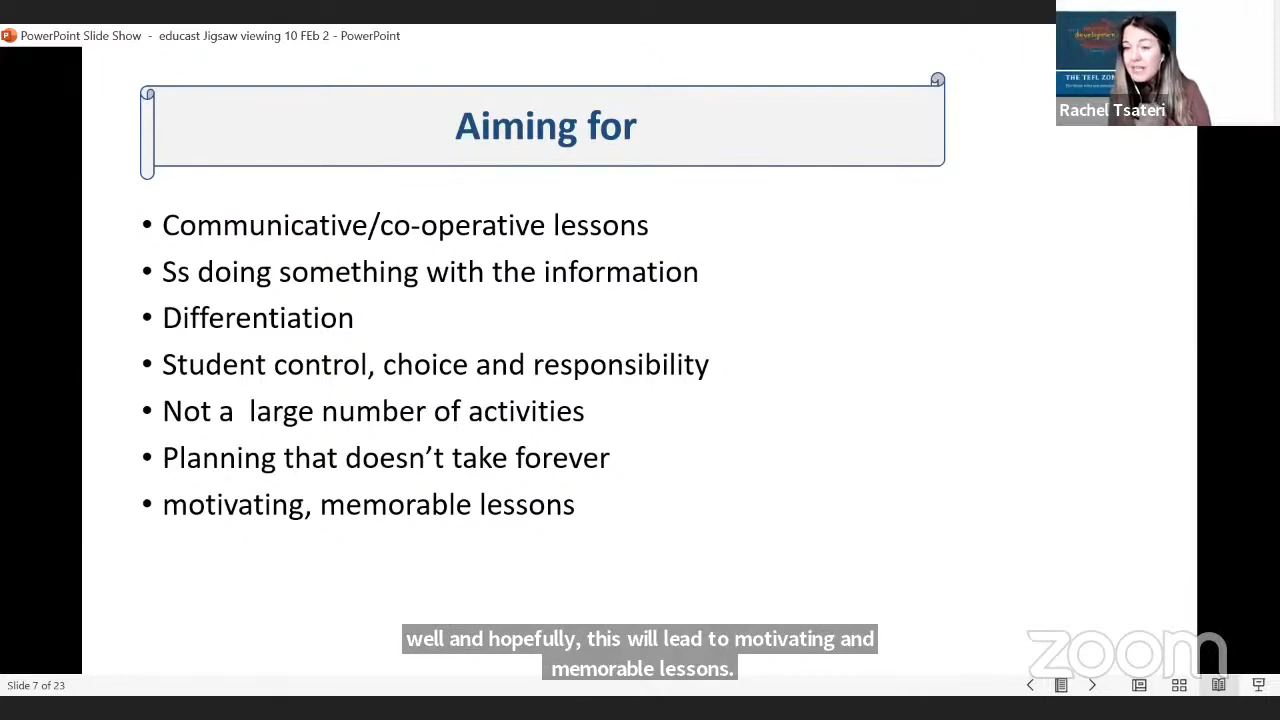 PowerPoint Slide Show - educast Jigsaw viewing 10 FEb 2 - PowerPoint
THE TEFL ZON
Rachel Tsateri
Aiming for
• Communicative/co-operative lessons
• Ss doing something with the information
• Differentiation
• Student control, choice and responsibility
• Not a large number of activities
• Planning that doesn’t take forever
• motivating, memorable lessons
well and hopefully, this will lead to motivating and
memorable lessons.
zoom
Slide 7 of 23